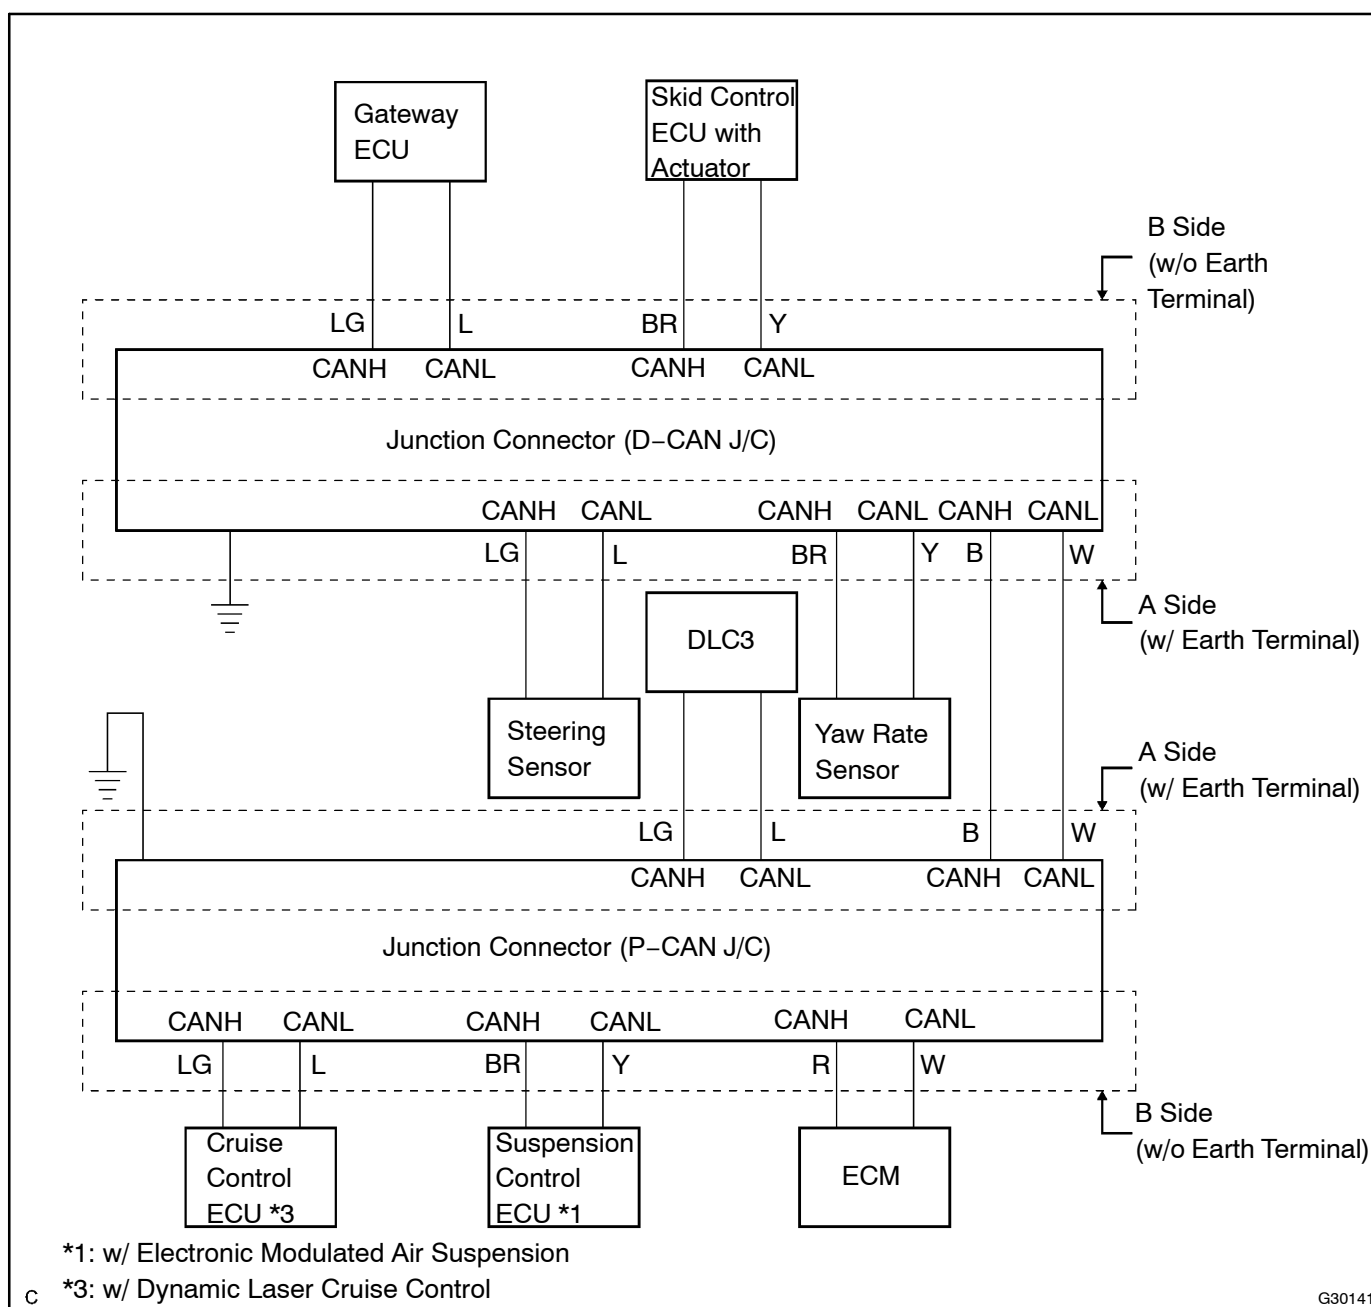 Gateway
ECU
Skid Control
ECU with
Actuator
B Side
(w/o Earth
Terminal)
LG L BR Y
CANH CANL CANH CANL
Junction Connector (D−CAN J/C)
CANH CANL CANH CANL CANH CANL
LG L BR Y B W
A Side
(w/ Earth Terminal)
DLC3
Steering
Sensor
Yaw Rate
Sensor
A Side
(w/ Earth Terminal)
LG L B W
CANH CANL CANH CANL
Junction Connector (P−CAN J/C)
CANH CANL CANH CANL CANH CANL
LG L BR Y R W
B Side
(w/o Earth Terminal)
Cruise
Control
ECU *3
Suspension
Control
ECU *1
ECM
*1: w/ Electronic Modulated Air Suspension
*3: w/ Dynamic Laser Cruise Control
C G30141